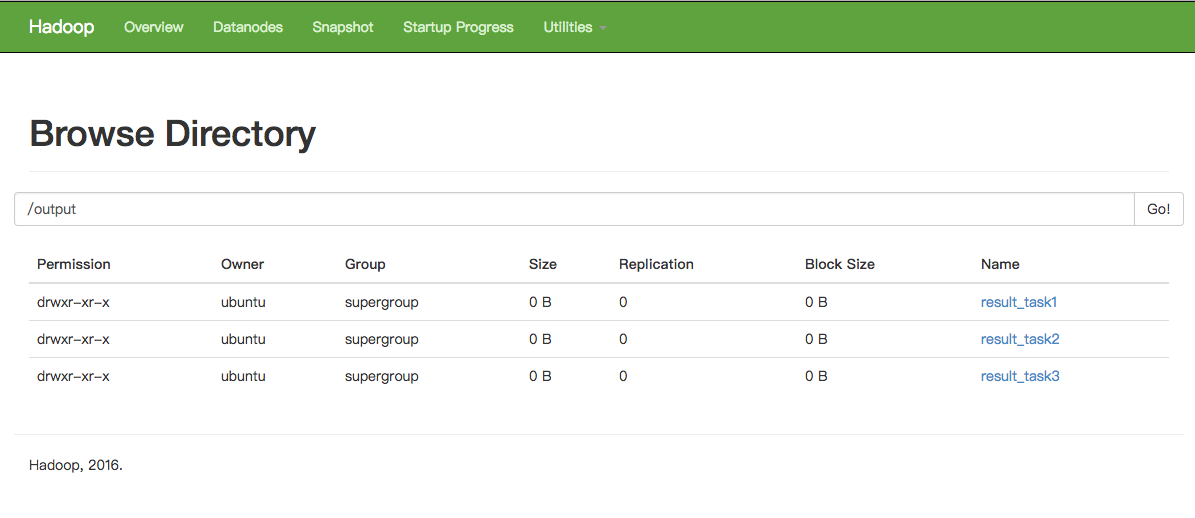 Hadoop Overview Datanodes Snapshot Startup Progress Utilities
Browse Directory
/output Go!
Permission Owner Group Size Replication Block Size Name
drwxr-xr-x ubuntu supergroup 0 B 0 0 B result_task1
drwxr-xr-x ubuntu supergroup 0 B 0 0 B result_task2
drwxr-xr-x ubuntu supergroup 0 B 0 0 B result_task3
Hadoop, 2016.